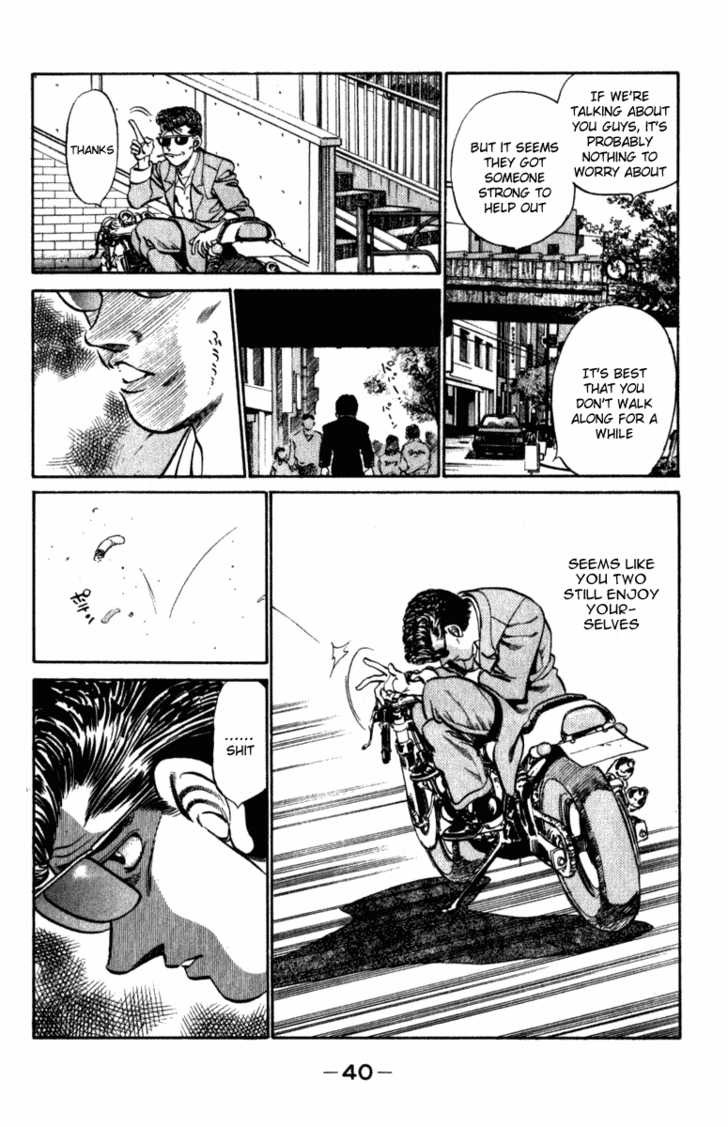 IF WE'RE
TALKING ABOUT
YOU GUYS, IT'S
PROBABLY
NOTHING TO
WORRY ABOUT
BUT IT SEEMS
THEY GOT
SOMEONE
STRONG TO
HELP OUT
THANKS
IT'S BEST
THAT YOU
DON'T WALK
ALONG FOR A
WHILE
SEEMS LIKE
YOU TWO
STILL ENJOY
YOUR-
SELVES
......
SHIT
－40－